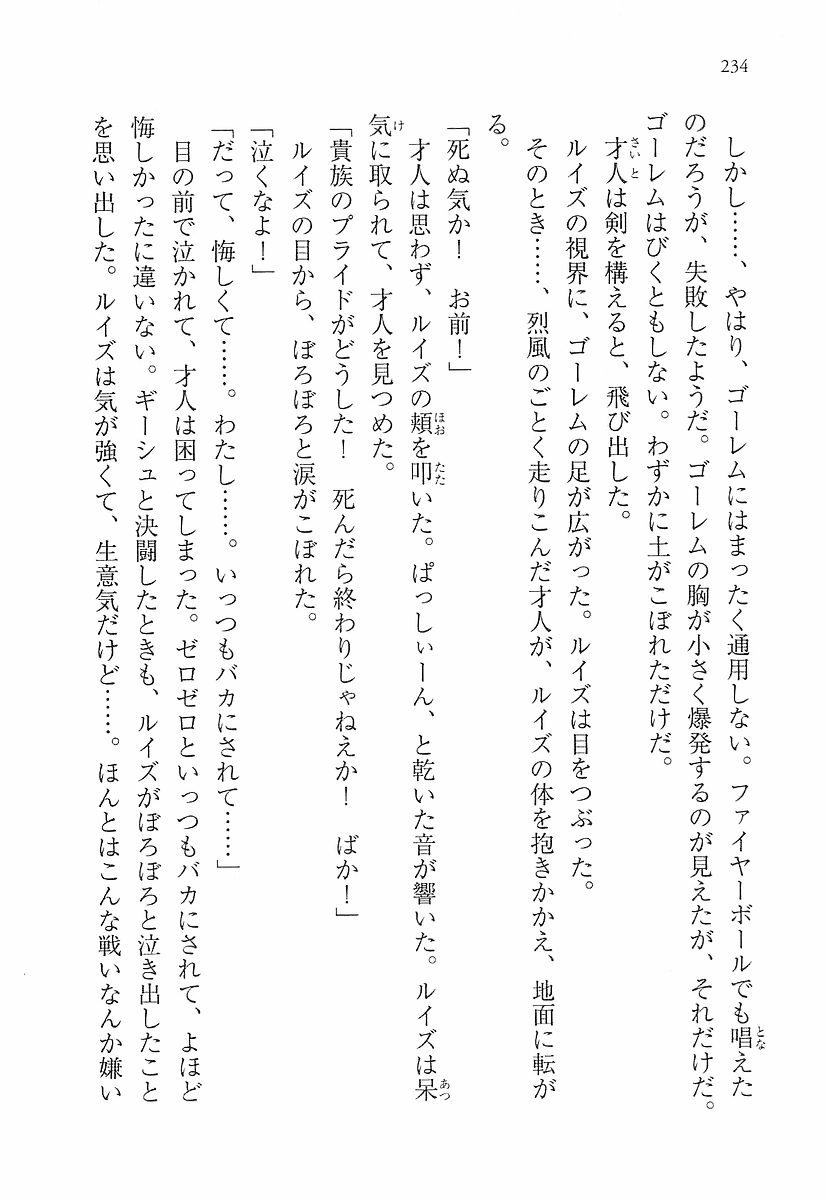 234
しかし……、やはり、ゴーレムにはまったく通用しない。ファイヤーボールでも唱えた
のだろうが、失敗したようだ。ゴーレムの胸が小さく爆発するのが見えたが、それだけだ。
ゴーレムはびくともしない。わずかに土がこぼれただけだ。
才人は剣を構えると、飛び出した。
ルイズの視界に、ゴーレムの足が広がった。ルイズは目をつぶった。
そのとき……、烈風のごとく走りこんだ才人が、ルイズの体を抱きかかえ、地面に転が
る。
「死ぬ気か！　お前！」
才人は思わず、ルイズの頬を叩いた。ぱっしぃーん、と乾いた音が響いた。ルイズは呆
気に取られて、才人を見つめた。
「貴族のプライドがどうした！　死んだら終わりじゃねえか！　ばか！」
ルイズの目から、ぼろぼろと涙がこぼれた。
「泣くなよ！」
「だって、悔しくて……。わたし……。いっつもバカにされて……」
目の前で泣かれて、才人は困ってしまった。ゼロゼロといっつもバカにされて、よほど
悔しかったに違いない。ギーシュと決闘したときも、ルイズがぼろぼろと泣き出したこと
を思い出した。ルイズは気が強くて、生意気だけど……。ほんとはこんな戦いなんか嫌い